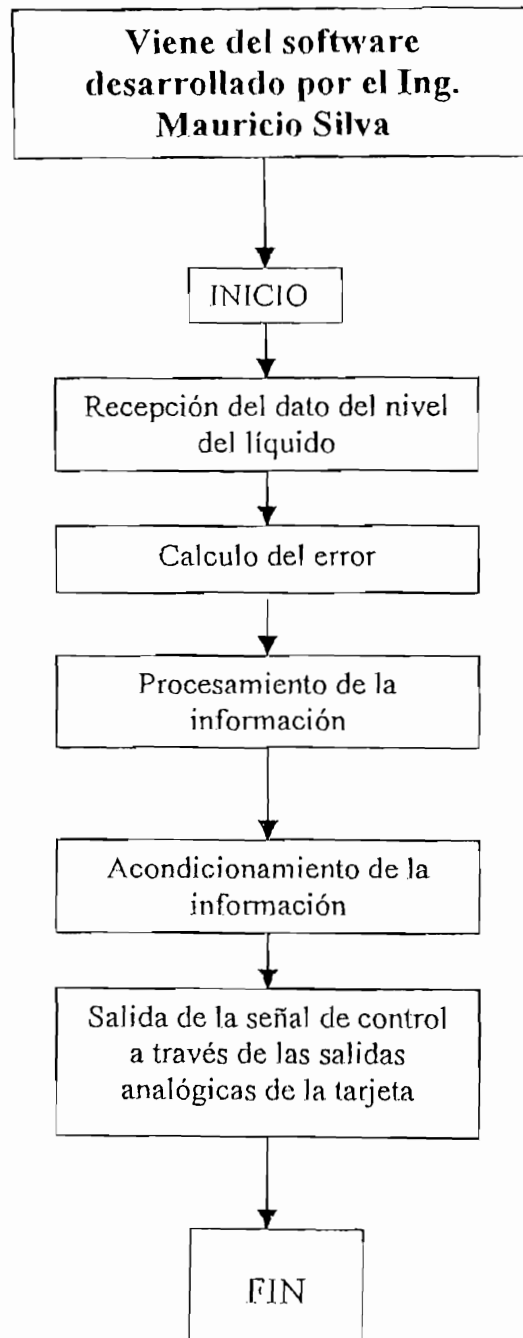 Viene del software
desarrollado por el Ing.
Mauricio Silva
INICIO
Recepción del dato del nivel
del líquido
Calculo del error
Procesamiento de la
información
Acondicionamiento de la
información
Salida de la señal de control
a través de las salidas
analógicas de la tarjeta
FIN